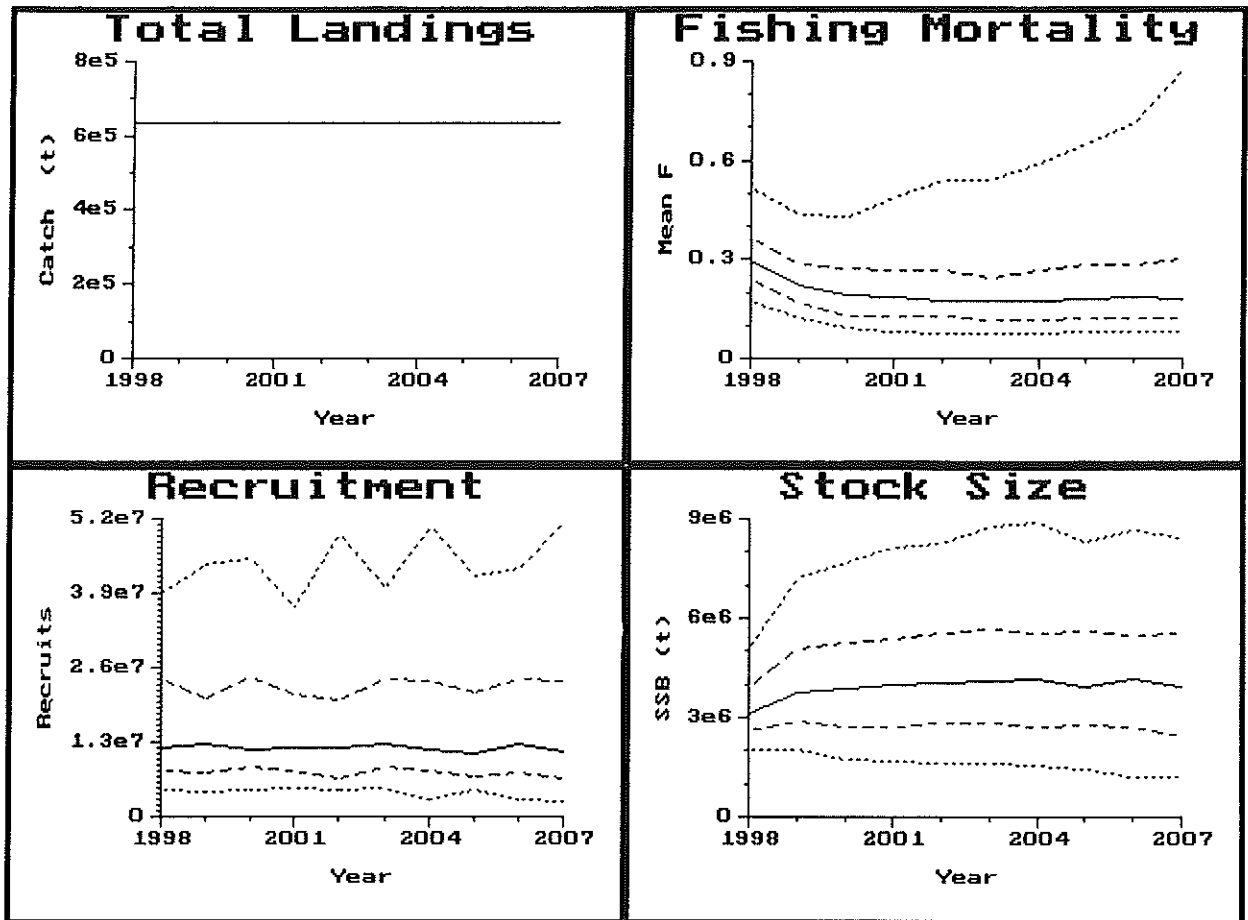 Total Landings
8e5
6e5
4e5
2e5
0
Catch (t)
1998 2001 2004 2007
Year
Fishing Mortality
0.9
0.6
0.3
0
Mean F
1998 2001 2004 2007
Year
Recruitment
5.2e7
3.9e7
2.6e7
1.3e7
0
Recruits
1998 2001 2004 2007
Year
Stock Size
9e6
6e6
3e6
0
SSB (t)
1998 2001 2004 2007
Year